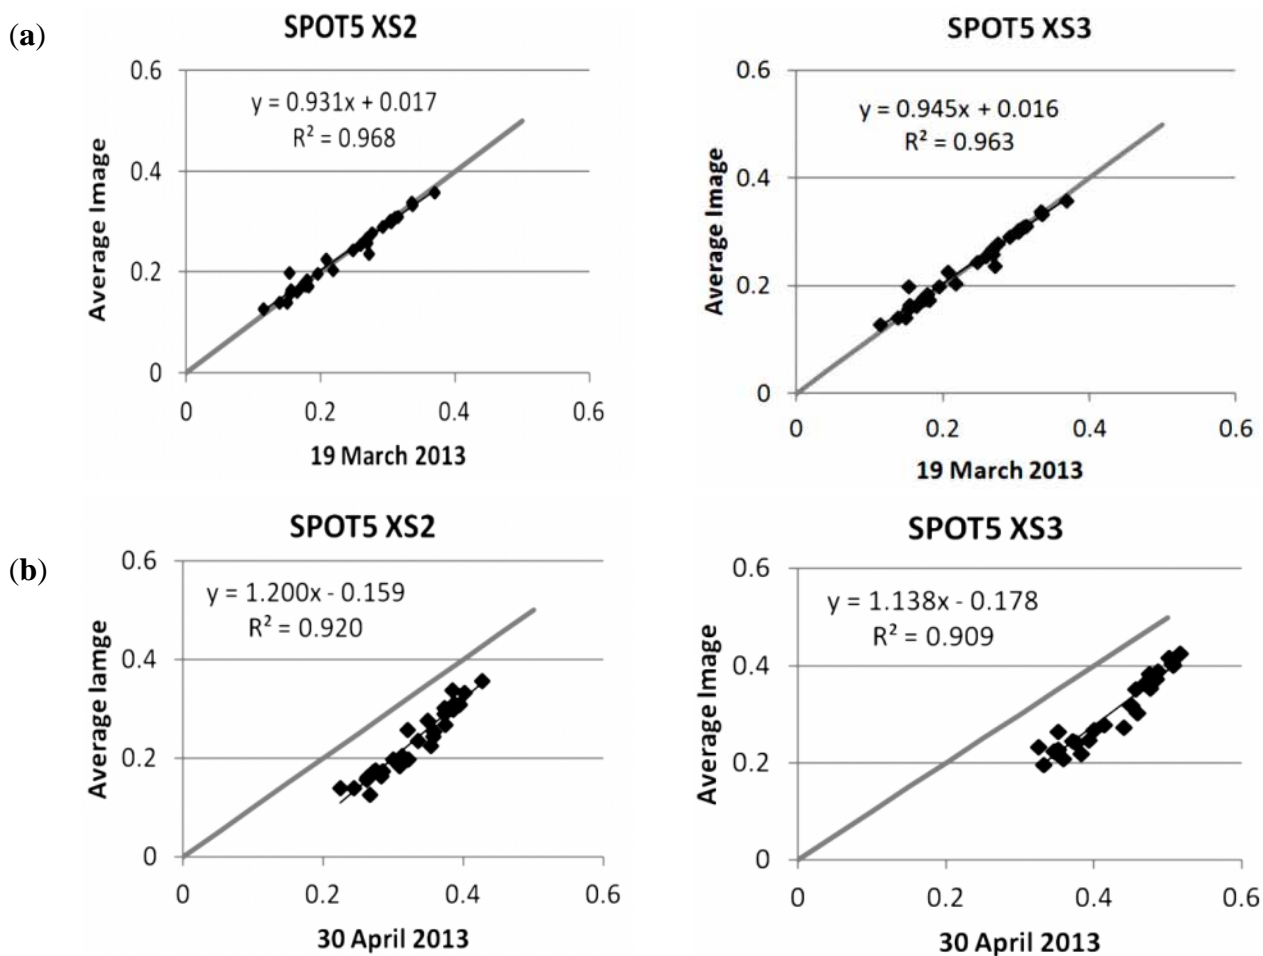 (a)
SPOT5 XS2
y = 0.931x + 0.017
R² = 0.968
Average Image
0.6
0.4
0.2
0
0 0.2 0.4 0.6
19 March 2013
SPOT5 XS3
y = 0.945x + 0.016
R² = 0.963
Average Image
0.6
0.4
0.2
0
0 0.2 0.4 0.6
19 March 2013
(b)
SPOT5 XS2
y = 1.200x - 0.159
R² = 0.920
Average Iamge
0.6
0.4
0.2
0
0 0.2 0.4 0.6
30 April 2013
SPOT5 XS3
y = 1.138x - 0.178
R² = 0.909
Average Image
0.6
0.4
0.2
0
0 0.2 0.4 0.6
30 April 2013